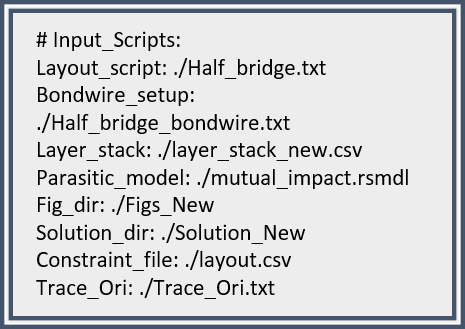 # Input_Scripts:
Layout_script: ./Half_bridge.txt
Bondwire_setup:
./Half_bridge_bondwire.txt
Layer_stack: ./layer_stack_new.csv
Parasitic_model: ./mutual_impact.rsmdl
Fig_dir: ./Figs_New
Solution_dir: ./Solution_New
Constraint_file: ./layout.csv
Trace_Ori: ./Trace_Ori.txt